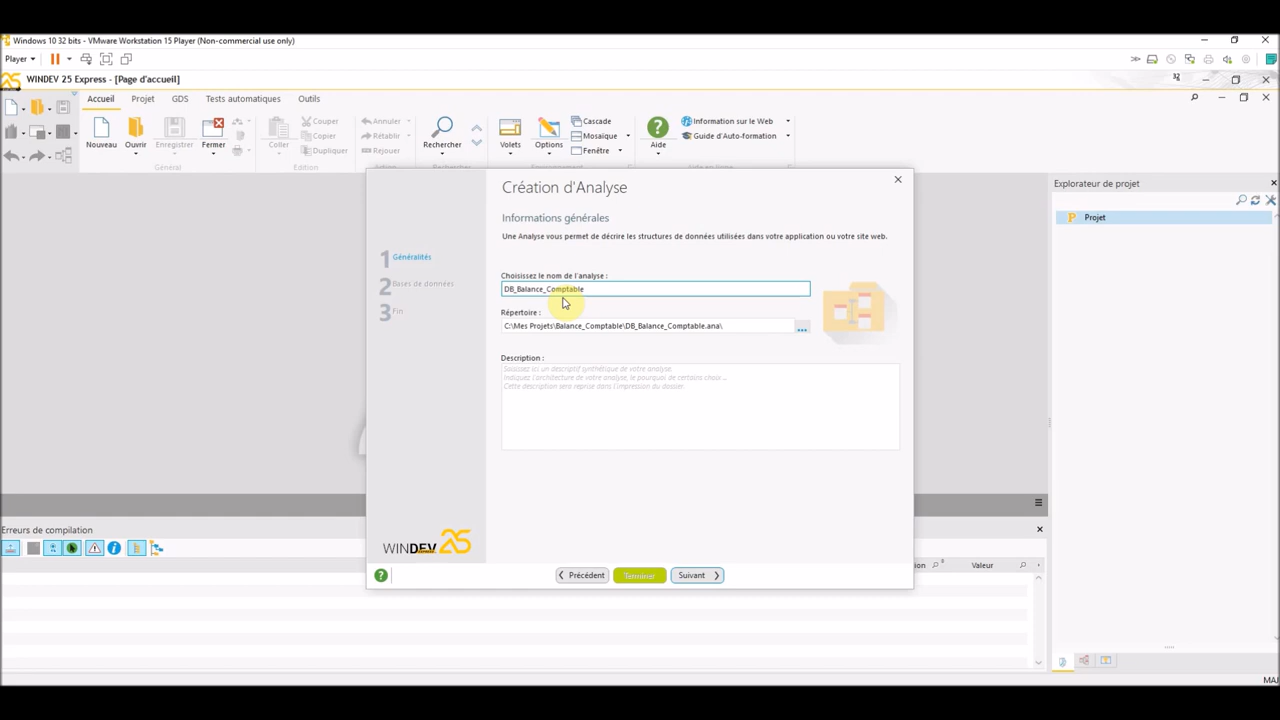 Windows 10 32 bits - VMware Workstation 15 Player (Non-commercial use only)
Player
WINDEV 25 Express - [Page d'accueil]
32
Accueil Projet GDS Tests automatiques Outils
Nouveau Ouvrir Enregistrer Fermer
Général
Coller
Couper
Copier
Dupliquer
Edition
Annuler
Rétablir
Rejouer
Rechercher
Volets Options
Cascade
Mosaïque
Fenêtre
Environnement
Aide
Information sur le Web
Guide d'Auto-formation
Explorateur de projet
P Projet
Création d'Analyse
Informations générales
Une Analyse vous permet de décrire les structures de données utilisées dans votre application ou votre site web.
1 Généralités
2 Bases de données
3 Fin
Choisissez le nom de l'analyse :
DB_Balance_Comptable
Répertoire :
C:\Mes Projets\Balance_Comptable\DB_Balance_Comptable.ana\
...
Description :
Saisissez ici un descriptif synthétique de votre analyse.
Indiquez l'architecture de votre analyse, le pourquoi de certains choix ...
Cette description sera reprise dans l'impression du dossier.
WINDEV EXPRESS 25
Précédent Terminer Suivant
Erreurs de compilation
Valeur
MAJ